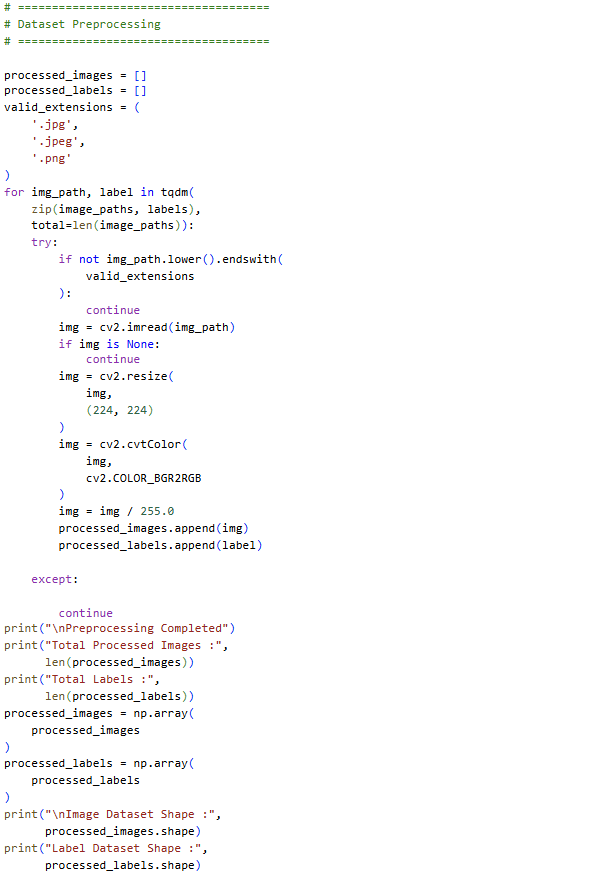 # =====================================
# Dataset Preprocessing
# =====================================
processed_images = []
processed_labels = []
valid_extensions = (
    '.jpg',
    '.jpeg',
    '.png'
)
for img_path, label in tqdm(
    zip(image_paths, labels),
    total=len(image_paths)):
    try:
        if not img_path.lower().endswith(
            valid_extensions
        ):
            continue
        img = cv2.imread(img_path)
        if img is None:
            continue
        img = cv2.resize(
            img,
            (224, 224)
        )
        img = cv2.cvtColor(
            img,
            cv2.COLOR_BGR2RGB
        )
        img = img / 255.0
        processed_images.append(img)
        processed_labels.append(label)
    except:
        continue
print("\nPreprocessing Completed")
print("Total Processed Images :",
      len(processed_images))
print("Total Labels :",
      len(processed_labels))
processed_images = np.array(
    processed_images
)
processed_labels = np.array(
    processed_labels
)
print("\nImage Dataset Shape :",
      processed_images.shape)
print("Label Dataset Shape :",
      processed_labels.shape)